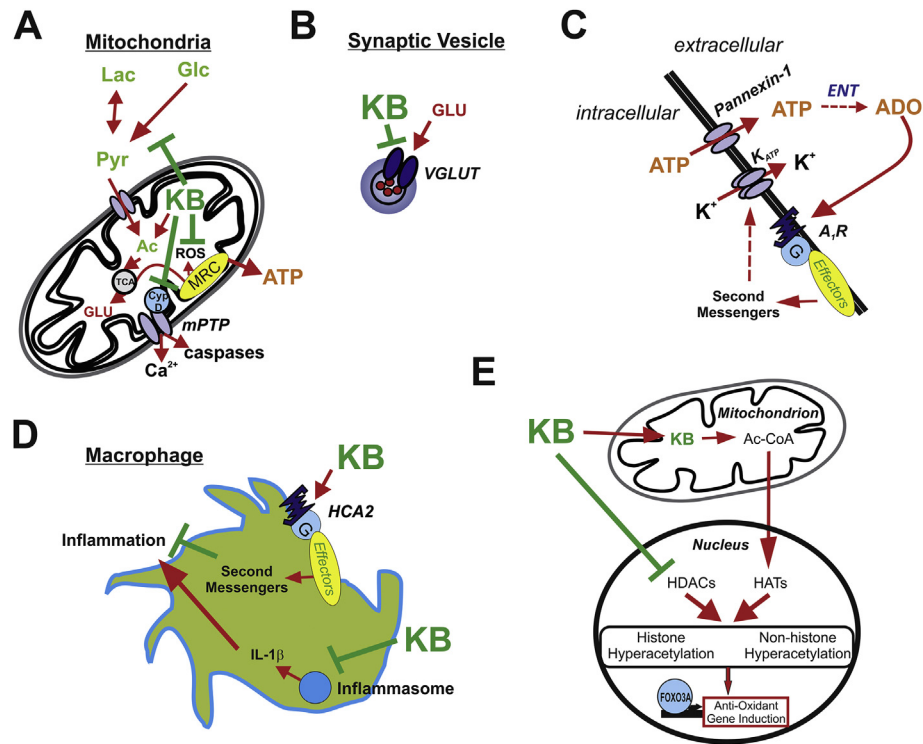 A
Mitochondria
Lac
Glc
Pyr
KB
Ac
ROS
TCA
MRC
ATP
GLU
Cyp
D
mPTP
caspases
Ca²⁺
B
Synaptic Vesicle
KB
GLU
VGLUT
C
extracellular
intracellular
Pannexin-1
ATP
ENT
ADO
ATP
K_ATP
K⁺
K⁺
A₁R
G
Effectors
Second
Messengers
D
Macrophage
KB
HCA2
G
Inflammation
Effectors
Second
Messengers
KB
IL-1β
Inflammasome
E
Mitochondrion
KB
KB
Ac-CoA
Nucleus
HDACs
HATs
Histone
Hyperacetylation
Non-histone
Hyperacetylation
FOXO3A
Anti-Oxidant
Gene Induction